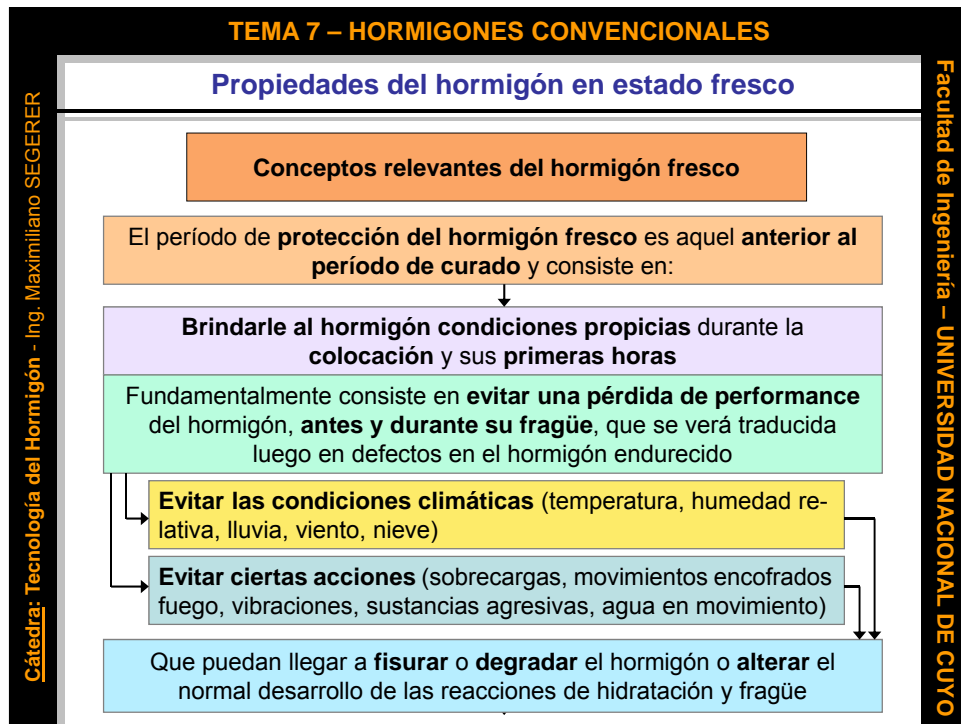 TEMA 7 – HORMIGONES CONVENCIONALES
Propiedades del hormigón en estado fresco
Conceptos relevantes del hormigón fresco
El período de protección del hormigón fresco es aquel anterior al
período de curado y consiste en:
Brindarle al hormigón condiciones propicias durante la
colocación y sus primeras horas
Fundamentalmente consiste en evitar una pérdida de performance
del hormigón, antes y durante su fragüe, que se verá traducida
luego en defectos en el hormigón endurecido
Evitar las condiciones climáticas (temperatura, humedad re-
lativa, lluvia, viento, nieve)
Evitar ciertas acciones (sobrecargas, movimientos encofrados
fuego, vibraciones, sustancias agresivas, agua en movimiento)
Que puedan llegar a fisurar o degradar el hormigón o alterar el
normal desarrollo de las reacciones de hidratación y fragüe
Cátedra: Tecnología del Hormigón - Ing. Maximiliano SEGERER
Facultad de Ingeniería – UNIVERSIDAD NACIONAL DE CUYO